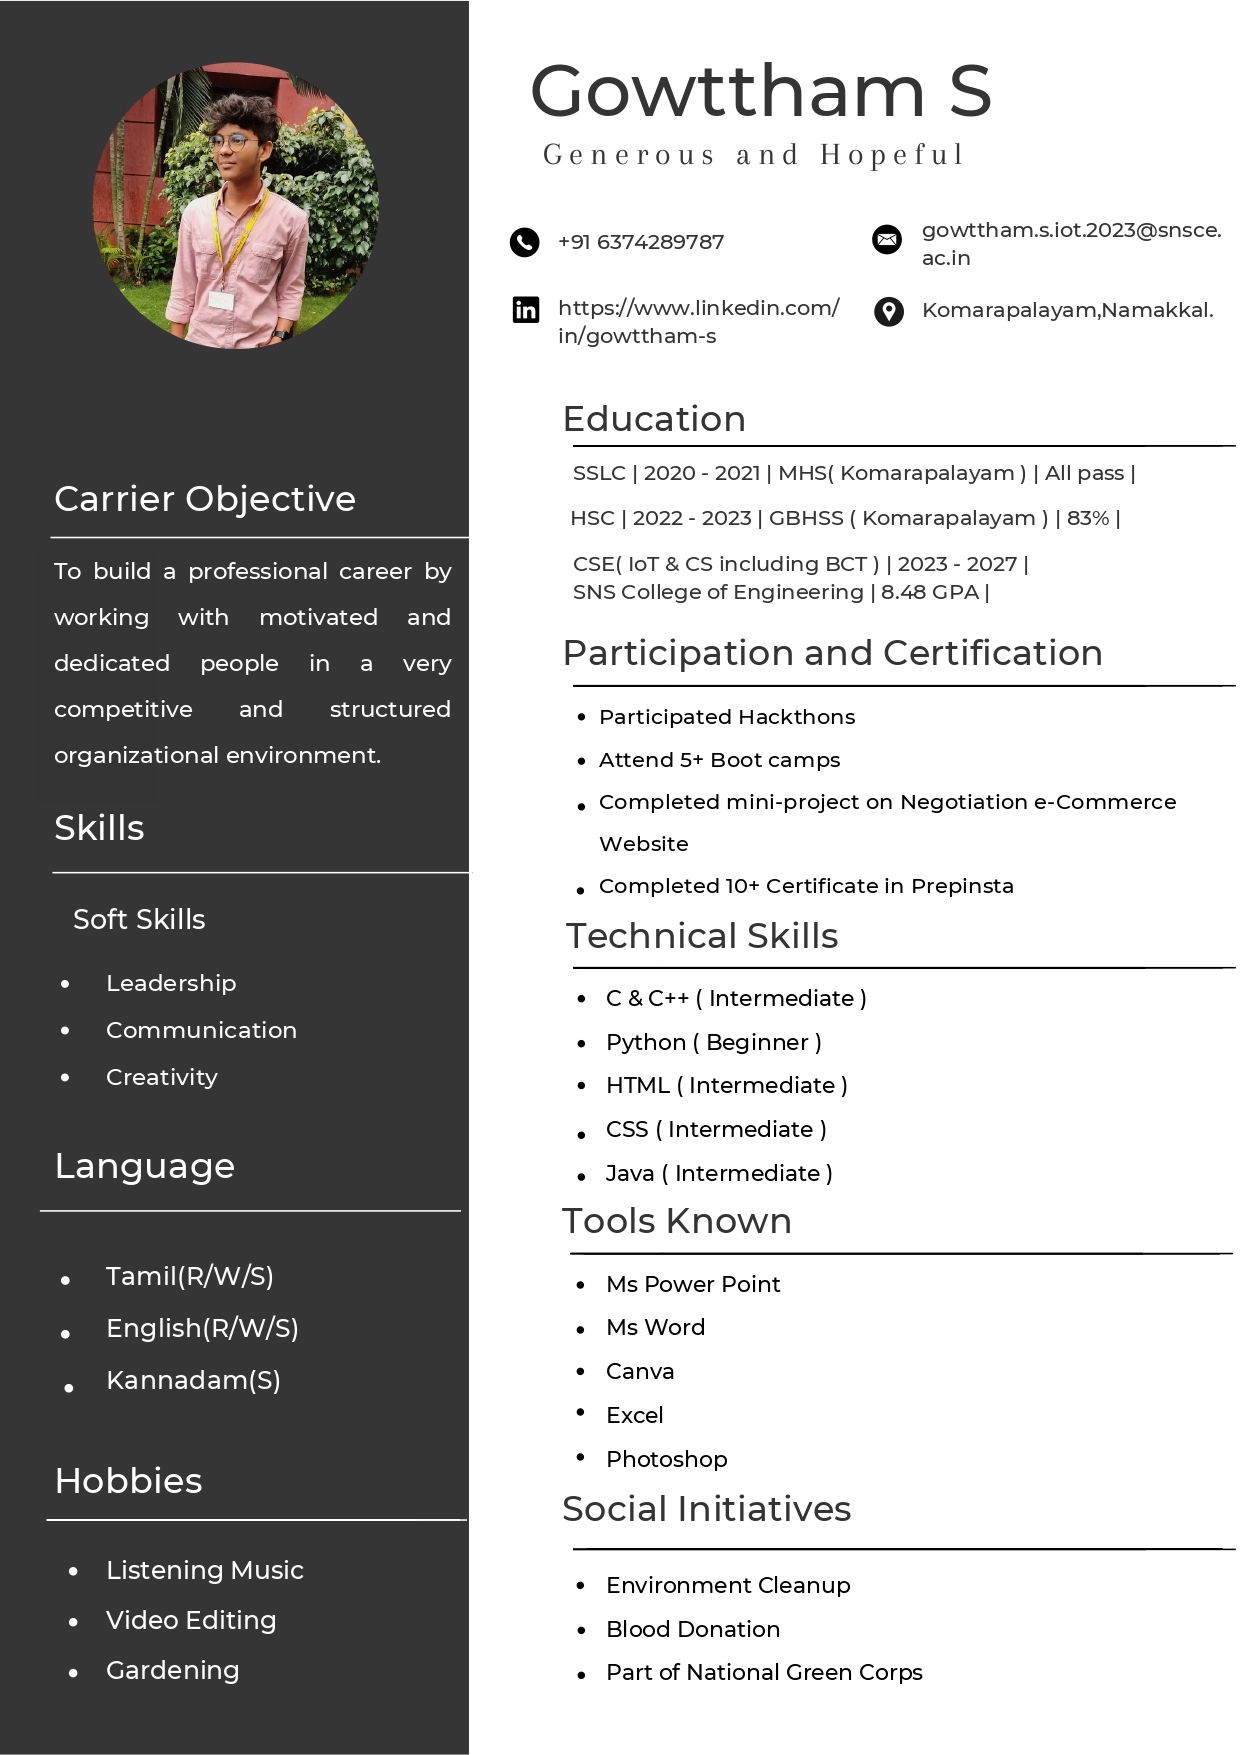 Gowttham S
Generous and Hopeful
+91 6374289787
gowttham.s.iot.2023@snsce.
ac.in
https://www.linkedin.com/
in/gowttham-s
Komarapalayam,Namakkal.
Carrier Objective
To build a professional career by
working with motivated and
dedicated people in a very
competitive and structured
organizational environment.
Skills
Soft Skills
• Leadership
• Communication
• Creativity
Language
• Tamil(R/W/S)
• English(R/W/S)
• Kannadam(S)
Hobbies
• Listening Music
• Video Editing
• Gardening
Education
SSLC | 2020 - 2021 | MHS( Komarapalayam ) | All pass |
HSC | 2022 - 2023 | GBHSS ( Komarapalayam ) | 83% |
CSE( IoT & CS including BCT ) | 2023 - 2027 |
SNS College of Engineering | 8.48 GPA |
Participation and Certification
• Participated Hackthons
• Attend 5+ Boot camps
• Completed mini-project on Negotiation e-Commerce
Website
• Completed 10+ Certificate in Prepinsta
Technical Skills
• C & C++ ( Intermediate )
• Python ( Beginner )
• HTML ( Intermediate )
• CSS ( Intermediate )
• Java ( Intermediate )
Tools Known
• Ms Power Point
• Ms Word
• Canva
• Excel
• Photoshop
Social Initiatives
• Environment Cleanup
• Blood Donation
• Part of National Green Corps